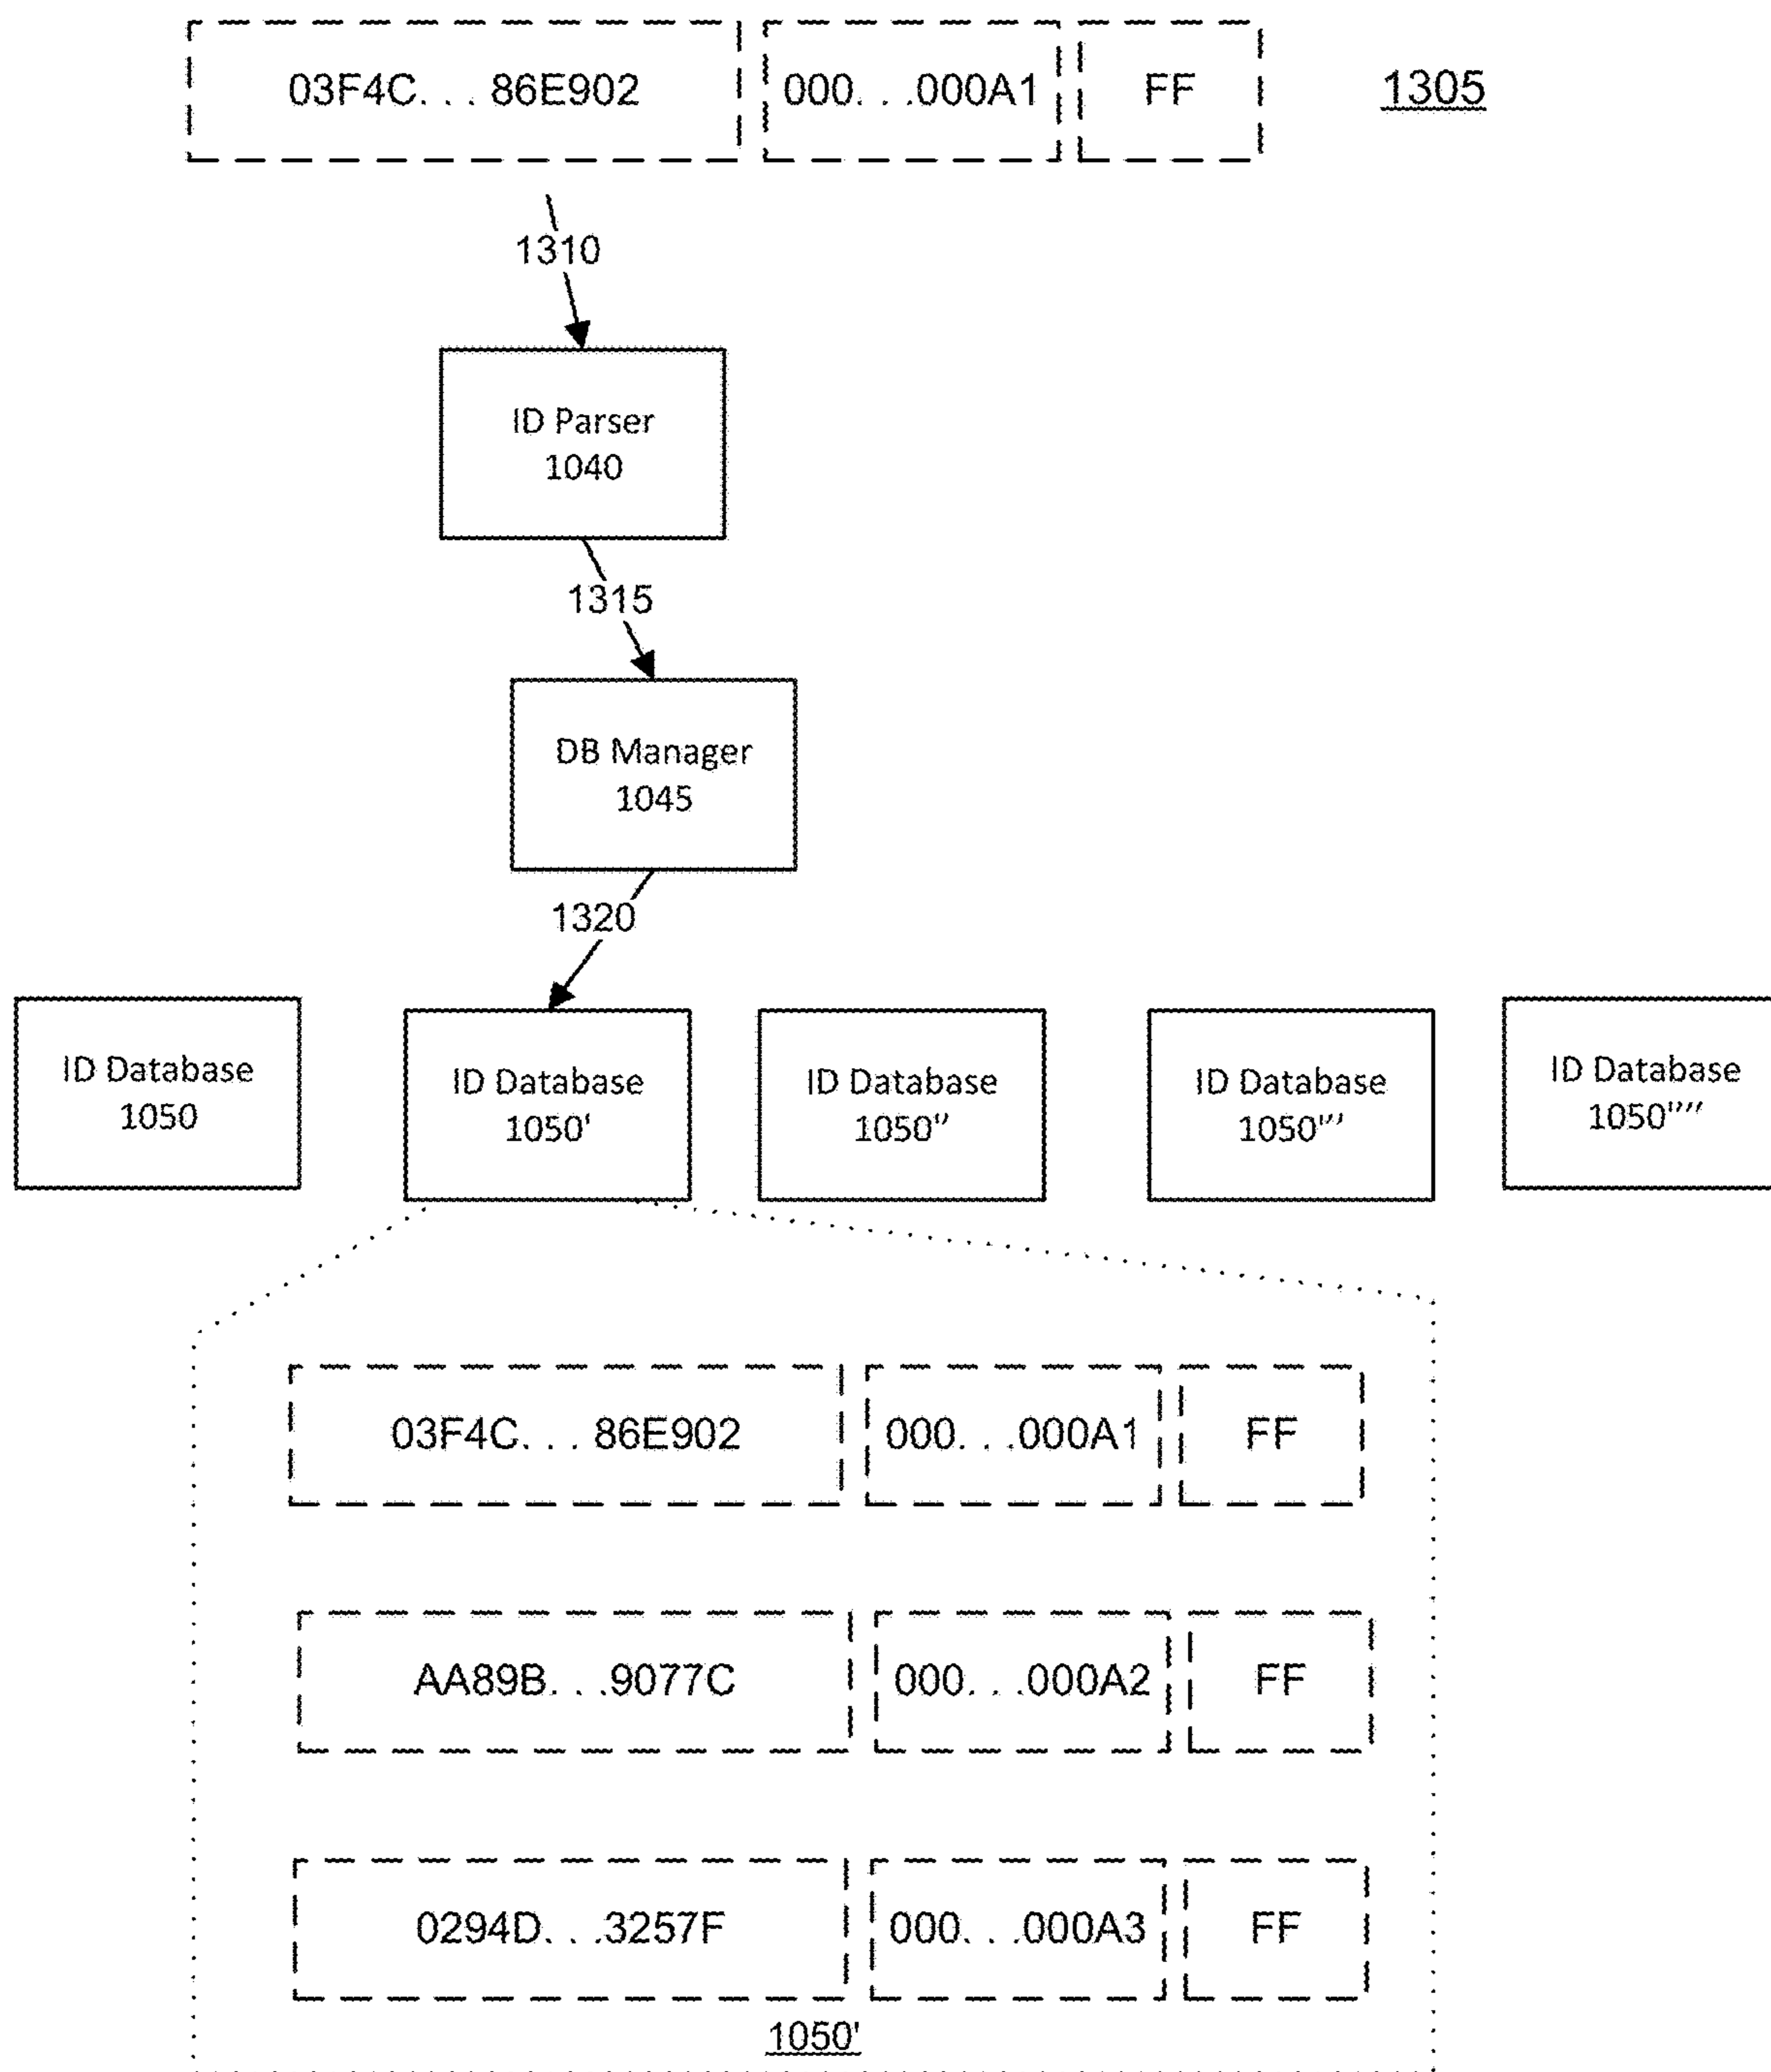 03F4C. . . 86E902 000. . .000A1 FF 1305
1310
ID Parser
1040
1315
DB Manager
1045
1320
ID Database
1050
ID Database
1050'
ID Database
1050''
ID Database
1050'''
ID Database
1050''''
03F4C. . . 86E902 000. . .000A1 FF
AA89B. . .9077C 000. . .000A2 FF
0294D. . .3257F 000. . .000A3 FF
1050'